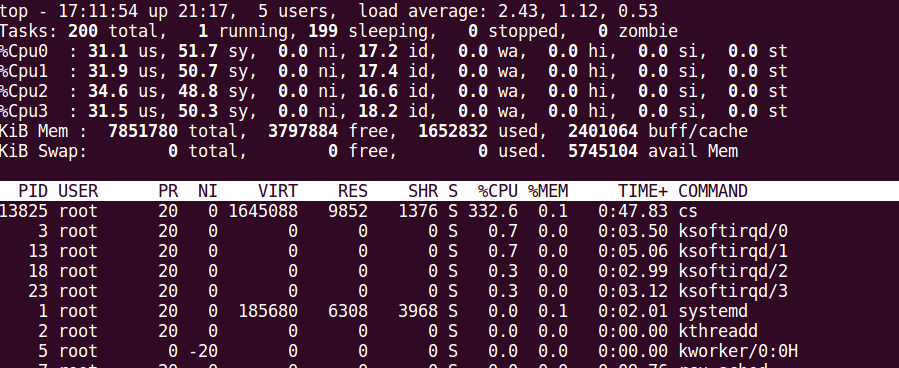 top - 17:11:54 up 21:17,  5 users,  load average: 2.43, 1.12, 0.53
Tasks: 200 total,   1 running, 199 sleeping,   0 stopped,   0 zombie
%Cpu0  : 31.1 us, 51.7 sy,  0.0 ni, 17.2 id,  0.0 wa,  0.0 hi,  0.0 si,  0.0 st
%Cpu1  : 31.9 us, 50.7 sy,  0.0 ni, 17.4 id,  0.0 wa,  0.0 hi,  0.0 si,  0.0 st
%Cpu2  : 34.6 us, 48.8 sy,  0.0 ni, 16.6 id,  0.0 wa,  0.0 hi,  0.0 si,  0.0 st
%Cpu3  : 31.5 us, 50.3 sy,  0.0 ni, 18.2 id,  0.0 wa,  0.0 hi,  0.0 si,  0.0 st
KiB Mem :  7851780 total,  3797884 free,  1652832 used,  2401064 buff/cache
KiB Swap:        0 total,        0 free,        0 used.  5745104 avail Mem
  PID USER      PR  NI    VIRT    RES    SHR S  %CPU %MEM     TIME+ COMMAND
13825 root      20   0 1645088   9852   1376 S 332.6  0.1   0:47.83 cs
    3 root      20   0       0      0      0 S   0.7  0.0   0:03.50 ksoftirqd/0
   13 root      20   0       0      0      0 S   0.7  0.0   0:05.06 ksoftirqd/1
   18 root      20   0       0      0      0 S   0.3  0.0   0:02.99 ksoftirqd/2
   23 root      20   0       0      0      0 S   0.3  0.0   0:03.12 ksoftirqd/3
    1 root      20   0  185680   6308   3968 S   0.0  0.1   0:02.01 systemd
    2 root      20   0       0      0      0 S   0.0  0.0   0:00.00 kthreadd
    5 root       0 -20       0      0      0 S   0.0  0.0   0:00.00 kworker/0:0H